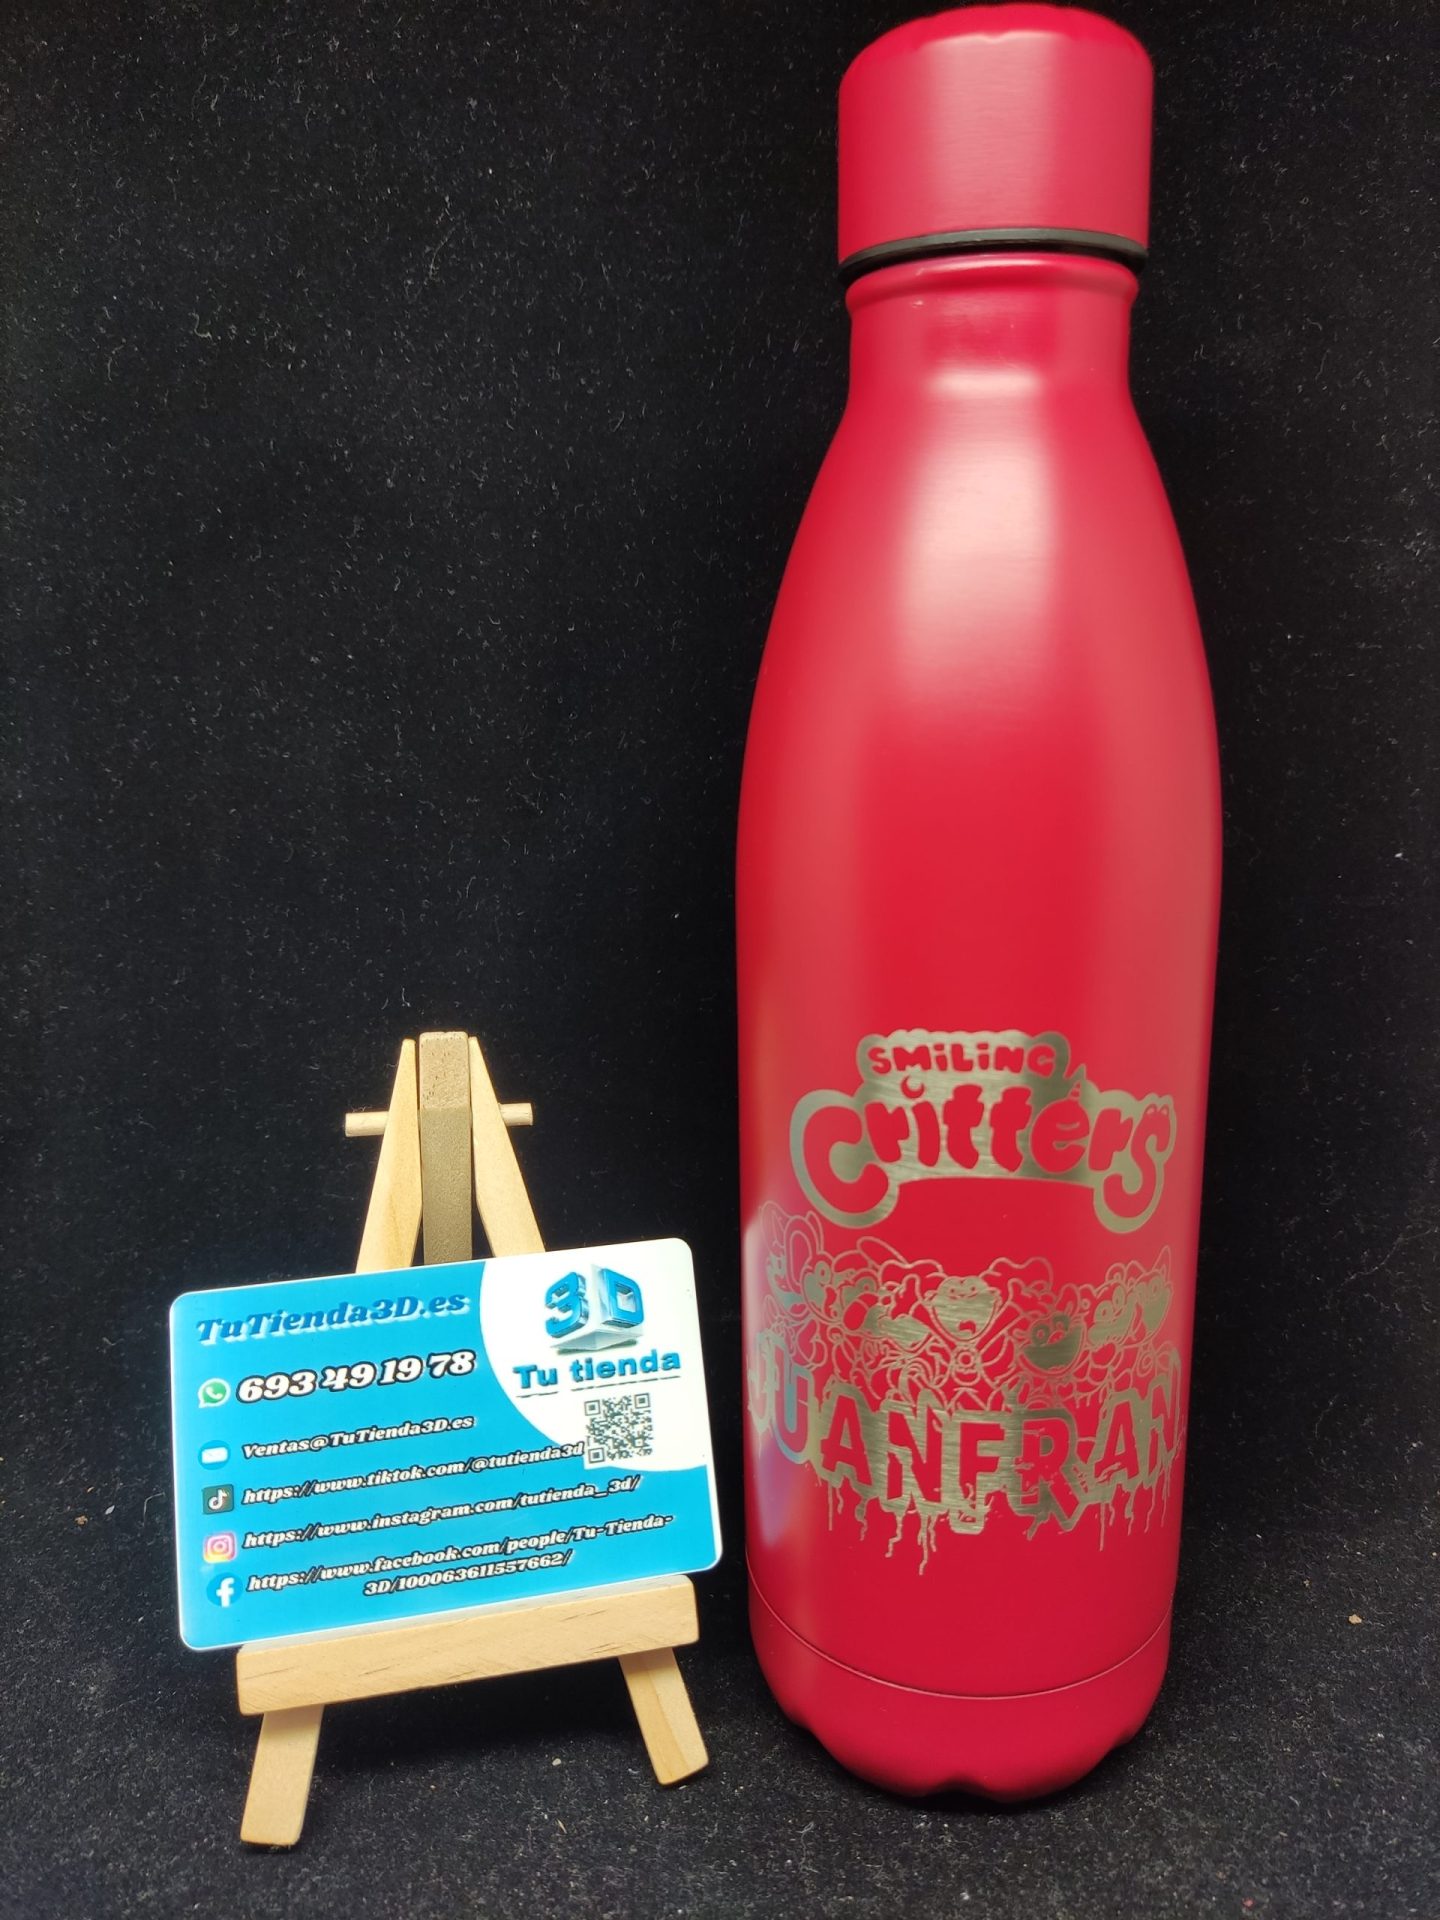 TuTienda3D.es
693 49 19 78
Ventas@TuTienda3D.es
https://www.tiktok.com/@tutienda3d
https://www.instagram.com/tutienda_3d/
https://www.facebook.com/people/Tu-Tienda-
3D/100063611557662/
3D
Tu tienda
SMiLiNG
CritterS
JUANFRAN